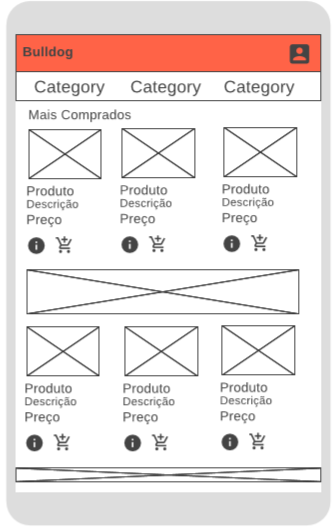 Bulldog
Category Category Category
Mais Comprados
Produto Produto Produto
Descrição Descrição Descrição
Preço Preço Preço
Produto Produto Produto
Descrição Descrição Descrição
Preço Preço Preço